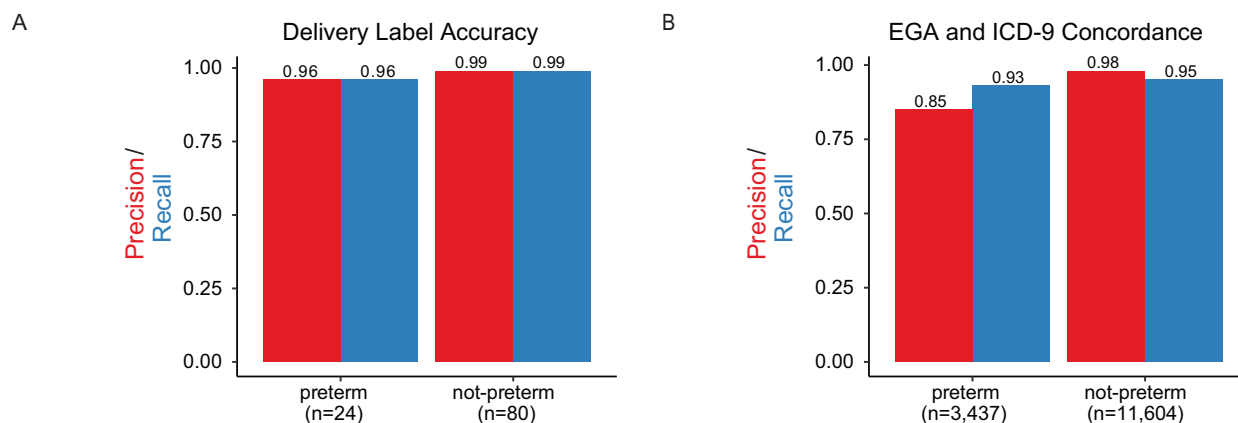 A
Delivery Label Accuracy
Precision/
Recall
1.00
0.75
0.50
0.25
0.00
0.96
0.96
0.99
0.99
preterm
(n=24)
not-preterm
(n=80)
B
EGA and ICD-9 Concordance
Precision/
Recall
1.00
0.75
0.50
0.25
0.00
0.85
0.93
0.98
0.95
preterm
(n=3,437)
not-preterm
(n=11,604)